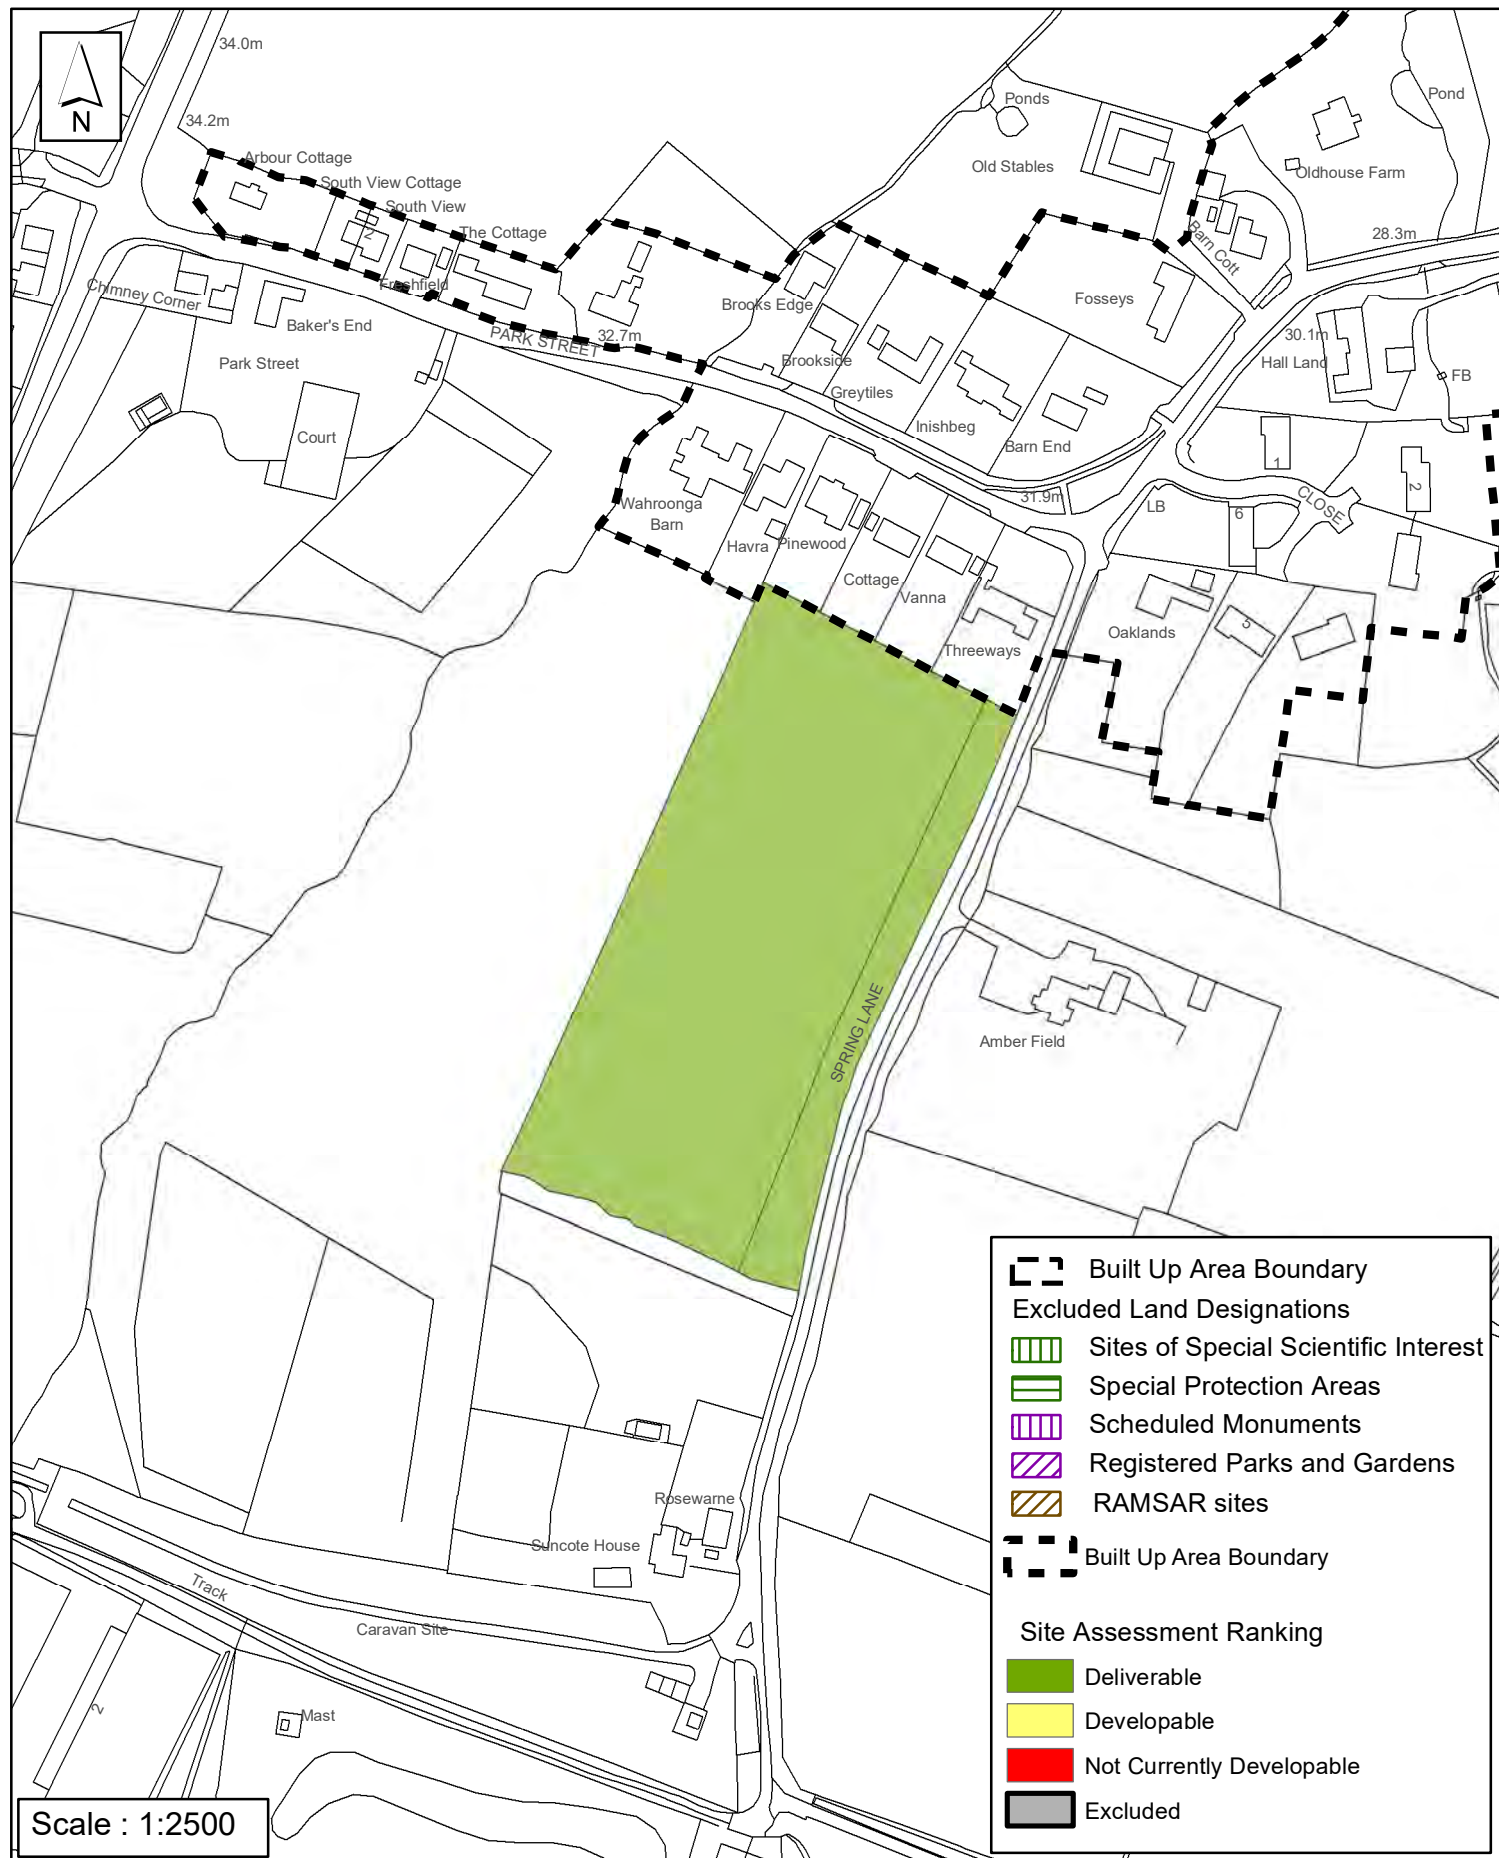 34.0m
N
34.2m
Arbour Cottage
South View Cottage
South View
2
The Cottage
Freshfield
Chimney Corner
Baker's End
Park Street
PARK STREET
32.7m
Court
Ponds
Pond
Old Stables
Oldhouse Farm
Barn Cott
28.3m
Brooks Edge
Fosseys
30.1m
Hall Land
FB
Brookside
Greytiles
Inishbeg
Barn End
31.9m
1
2
CLOSE
LB
6
Wahroonga
Barn
Havra
Pinewood
Cottage
Vanna
Threeways
Oaklands
5
SPRING LANE
Amber Field
Rosewarne
Suncote House
Track
Caravan Site
2
Mast
Scale : 1:2500
Built Up Area Boundary
Excluded Land Designations
Sites of Special Scientific Interest
Special Protection Areas
Scheduled Monuments
Registered Parks and Gardens
RAMSAR sites
Built Up Area Boundary
Site Assessment Ranking
Deliverable
Developable
Not Currently Developable
Excluded